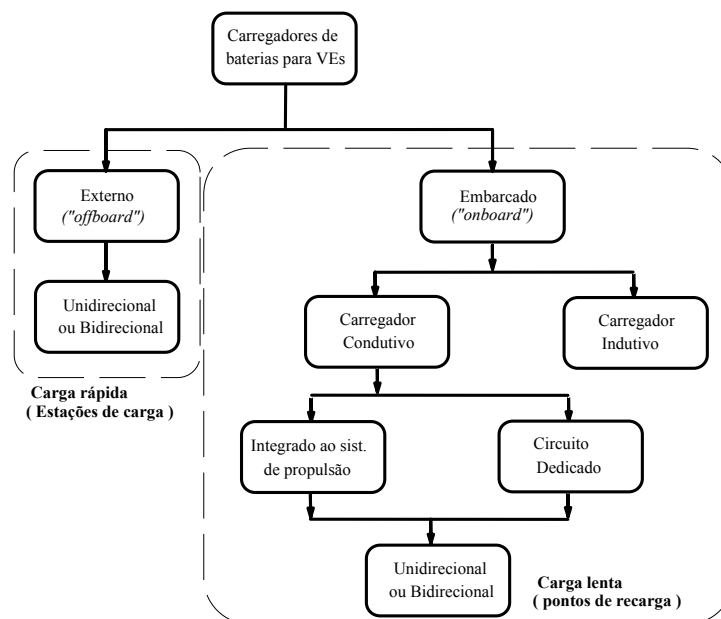 Carregadores de
baterias para VEs
Externo
("offboard")
Embarcado
("onboard")
Unidirecional
ou Bidirecional
Carregador
Condutivo
Carregador
Indutivo
Carga rápida
( Estações de carga )
Integrado ao sist.
de propulsão
Circuito
Dedicado
Unidirecional
ou Bidirecional
Carga lenta
( pontos de recarga )